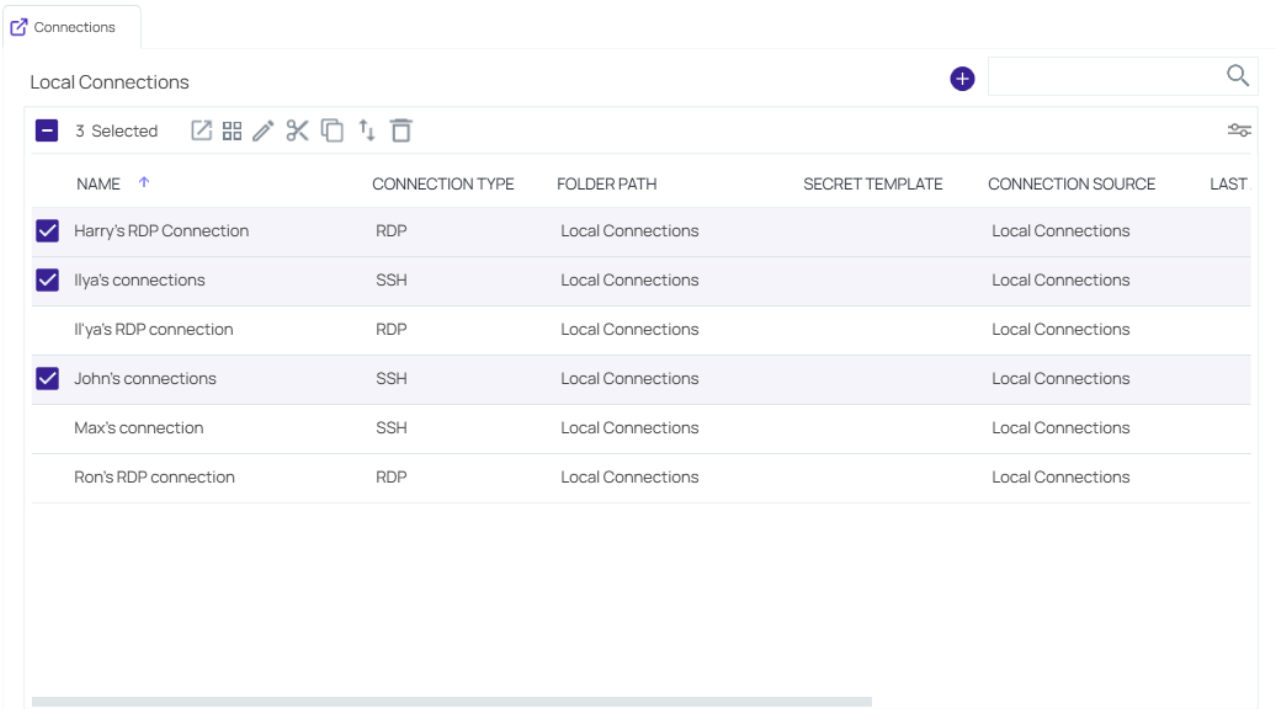 Connections
Local Connections
3 Selected
NAME CONNECTION TYPE FOLDER PATH SECRET TEMPLATE CONNECTION SOURCE LAST
Harry's RDP Connection RDP Local Connections Local Connections
Ilya's connections SSH Local Connections Local Connections
Il'ya's RDP connection RDP Local Connections Local Connections
John's connections SSH Local Connections Local Connections
Max's connection SSH Local Connections Local Connections
Ron's RDP connection RDP Local Connections Local Connections